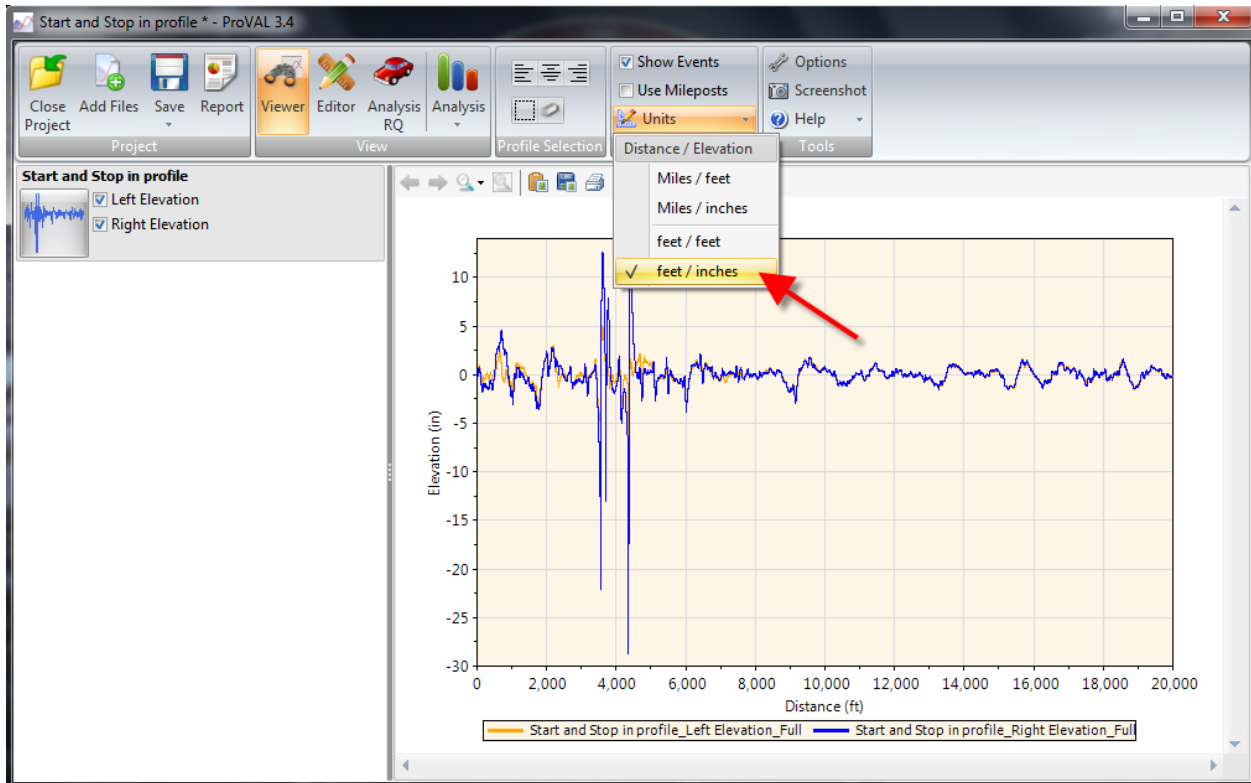 Start and Stop in profile * - ProVAL 3.4
Close Project
Add Files
Save
Report
Project
Viewer
Editor
Analysis RQ
Analysis
View
Profile Selection
Show Events
Use Mileposts
Units
Options
Screenshot
Help
Tools
Distance / Elevation
Miles / feet
Miles / inches
feet / feet
feet / inches
Start and Stop in profile
Left Elevation
Right Elevation
Elevation (in)
10
5
0
-5
-10
-15
-20
-25
-30
0 2,000 4,000 6,000 8,000 10,000 12,000 14,000 16,000 18,000 20,000
Distance (ft)
Start and Stop in profile_Left Elevation_Full Start and Stop in profile_Right Elevation_Full